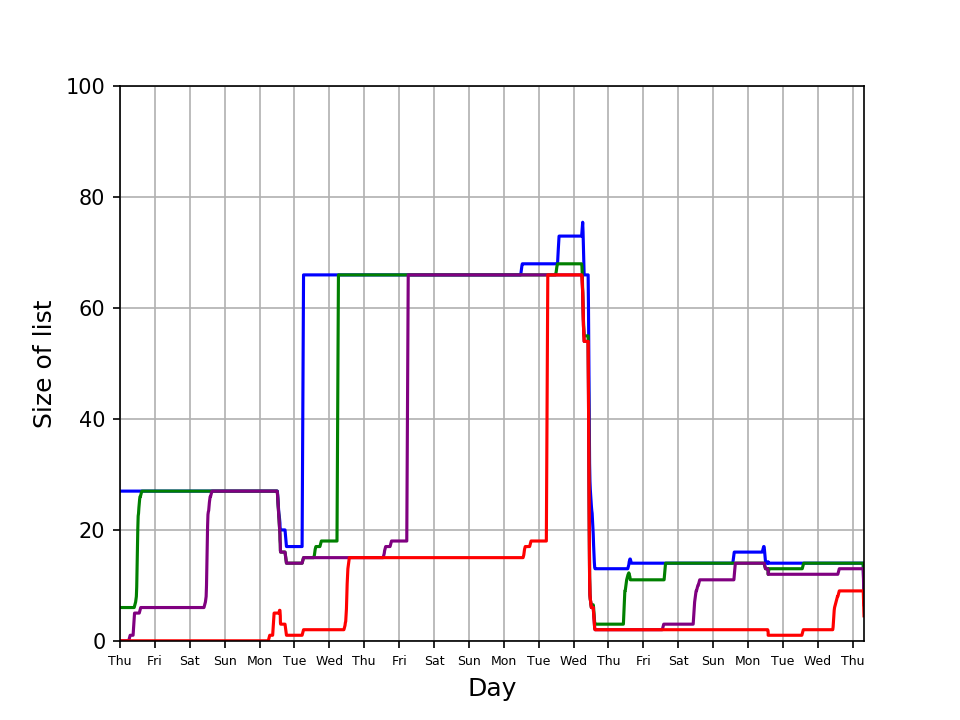 100
80
60
40
20
0
Size of list
Thu Fri Sat Sun Mon Tue Wed Thu Fri Sat Sun Mon Tue Wed Thu Fri Sat Sun Mon Tue Wed Thu
Day